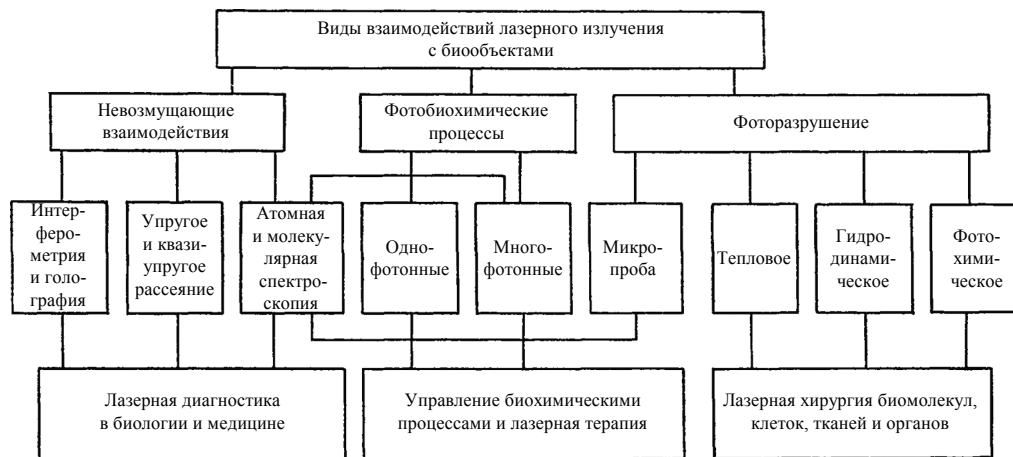 Виды взаимодействий лазерного излучения
с биообъектами
Невозмущающие
взаимодействия
Фотобиохимические
процессы
Фоторазрушение
Интер-
феро-
метрия
и голо-
графия
Упругое
и квази-
упругое
рассеяние
Атомная
и молеку-
лярная
спектро-
скопия
Одно-
фотонные
Много-
фотонные
Микро-
проба
Тепловое
Гидро-
динами-
ческое
Фото-
хими-
ческое
Лазерная диагностика
в биологии и медицине
Управление биохимическими
процессами и лазерная терапия
Лазерная хирургия биомолекул,
клеток, тканей и органов